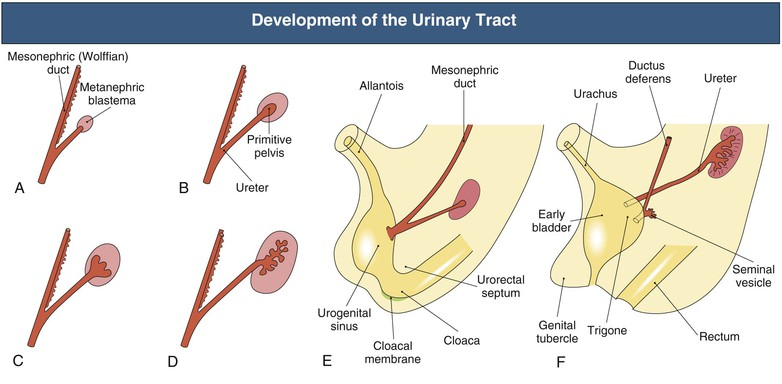 Development of the Urinary Tract
Mesonephric (Wolffian)
duct
Metanephric
blastema
A
Primitive
pelvis
Ureter
B
C
D
Allantois
Mesonephric
duct
Urorectal
septum
Urogenital
sinus
Cloacal
membrane
Cloaca
E
Urachus
Ductus
deferens
Ureter
Early
bladder
Seminal
vesicle
Genital
tubercle
Trigone
Rectum
F